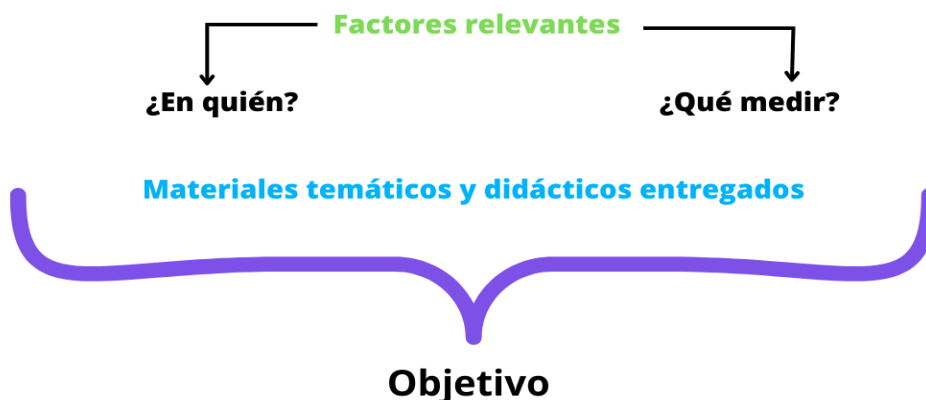 Factores relevantes
¿En quién?
¿Qué medir?
Materiales temáticos y didácticos entregados
Objetivo